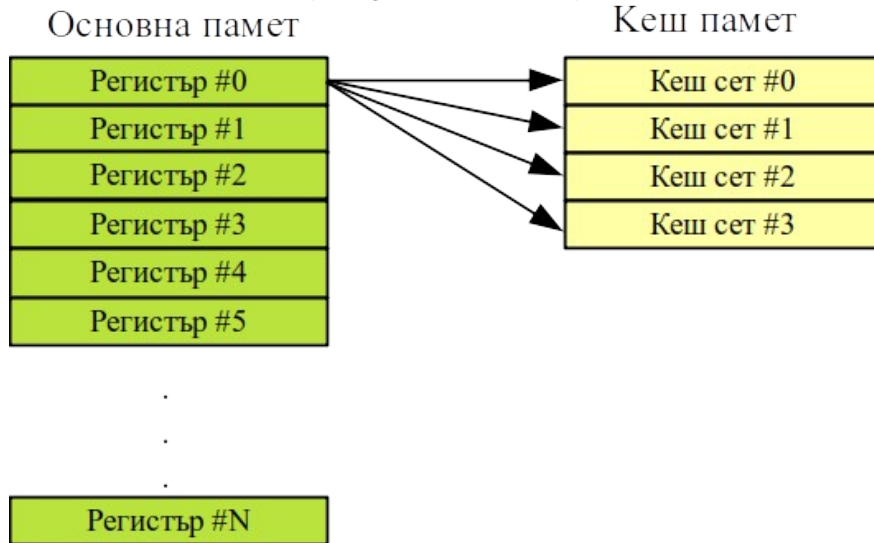 Основна памет
Кеш памет
Регистър #0
Регистър #1
Регистър #2
Регистър #3
Регистър #4
Регистър #5
.
.
.
Регистър #N
Кеш сет #0
Кеш сет #1
Кеш сет #2
Кеш сет #3